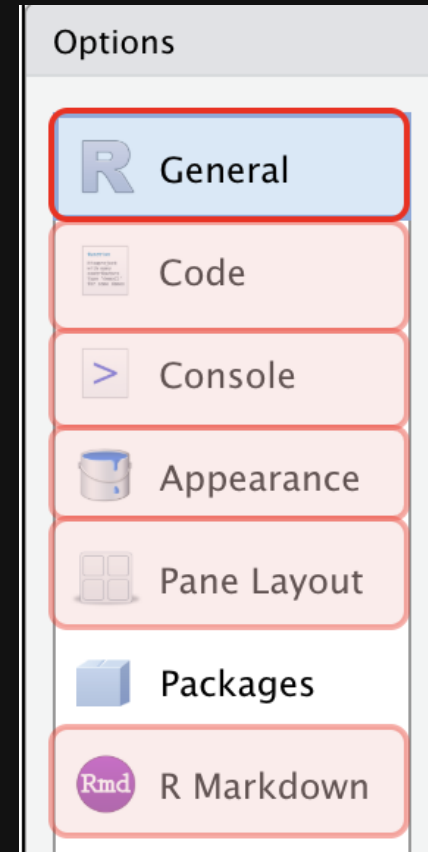 Options
R General
Code
> Console
Appearance
Pane Layout
Packages
Rmd R Markdown